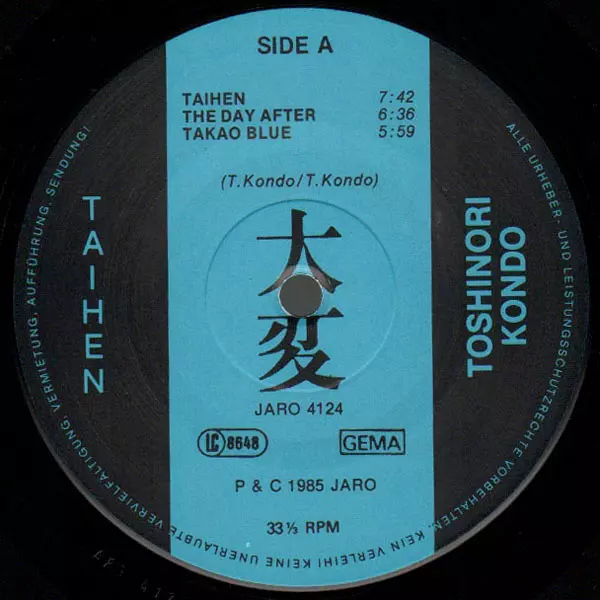 SIDE A
TAIHEN 7:42
THE DAY AFTER 6:36
TAKAO BLUE 5:59
(T.Kondo/T.Kondo)
TAIHEN
大変
TOSHINORI
KONDO
JARO 4124
LC 8648
GEMA
P & C 1985 JARO
33⅓ RPM
ALLE URHEBER- UND LEISTUNGSSCHUTZRECHTE VORBEHALTEN. KEIN VERLEIH! KEINE UNERLAUBTE VERVIELFÄLTIGUNG, VERMIETUNG, AUFFÜHRUNG, SENDUNG!